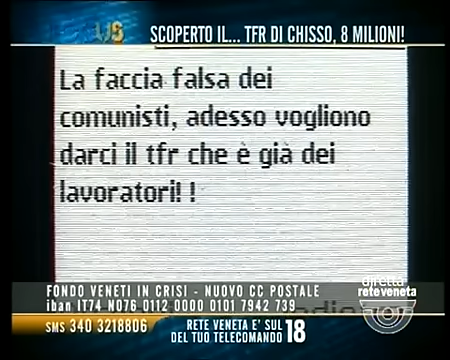 US
SCOPERTO IL... TFR DI CHISSO, 8 MILIONI!
La faccia falsa dei
comunisti, adesso vogliono
darci il tfr che è già dei
lavoratori! !
diretta
reteveneta
FONDO VENETI IN CRISI - NUOVO CC POSTALE
iban IT74 N076 0112 0000 0101 7942 739
SMS 340 3218806
RETE VENETA E' SUL
DEL TUO TELECOMANDO 18